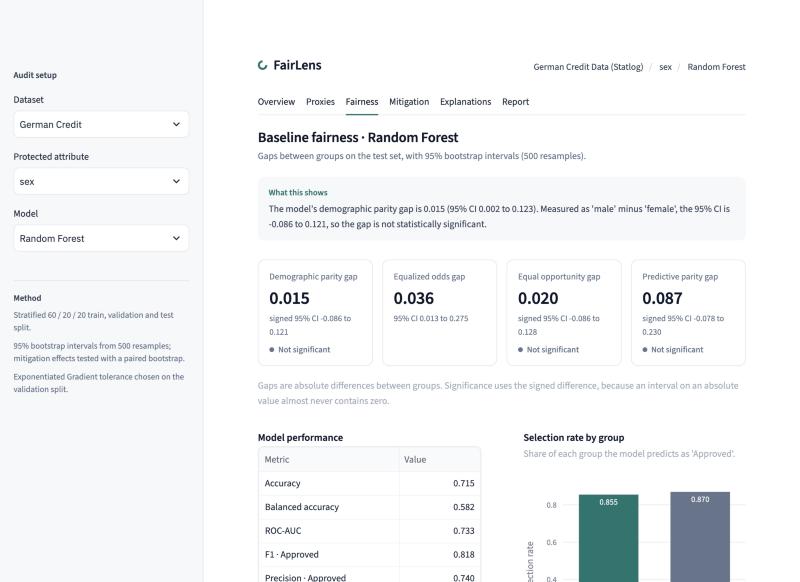 Audit setup
Dataset
German Credit
Protected attribute
sex
Model
Random Forest
Method
Stratified 60 / 20 / 20 train, validation and test
split.
95% bootstrap intervals from 500 resamples;
mitigation effects tested with a paired bootstrap.
Exponentiated Gradient tolerance chosen on the
validation split.
FairLens
German Credit Data (Statlog) / sex / Random Forest
Overview Proxies Fairness Mitigation Explanations Report
Baseline fairness · Random Forest
Gaps between groups on the test set, with 95% bootstrap intervals (500 resamples).
What this shows
The model's demographic parity gap is 0.015 (95% CI 0.002 to 0.123). Measured as 'male' minus 'female', the 95% CI is
-0.086 to 0.121, so the gap is not statistically significant.
Demographic parity gap
0.015
signed 95% CI -0.086 to
0.121
Not significant
Equalized odds gap
0.036
95% CI 0.013 to 0.275
Equal opportunity gap
0.020
signed 95% CI -0.086 to
0.128
Not significant
Predictive parity gap
0.087
signed 95% CI -0.078 to
0.230
Not significant
Gaps are absolute differences between groups. Significance uses the signed difference, because an interval on an absolute
value almost never contains zero.
Model performance
Metric Value
Accuracy 0.715
Balanced accuracy 0.582
ROC-AUC 0.733
F1 · Approved 0.818
Precision · Approved 0.740
Selection rate by group
Share of each group the model predicts as 'Approved'.
0.855 0.870
0.8
0.6
0.4
ection rate